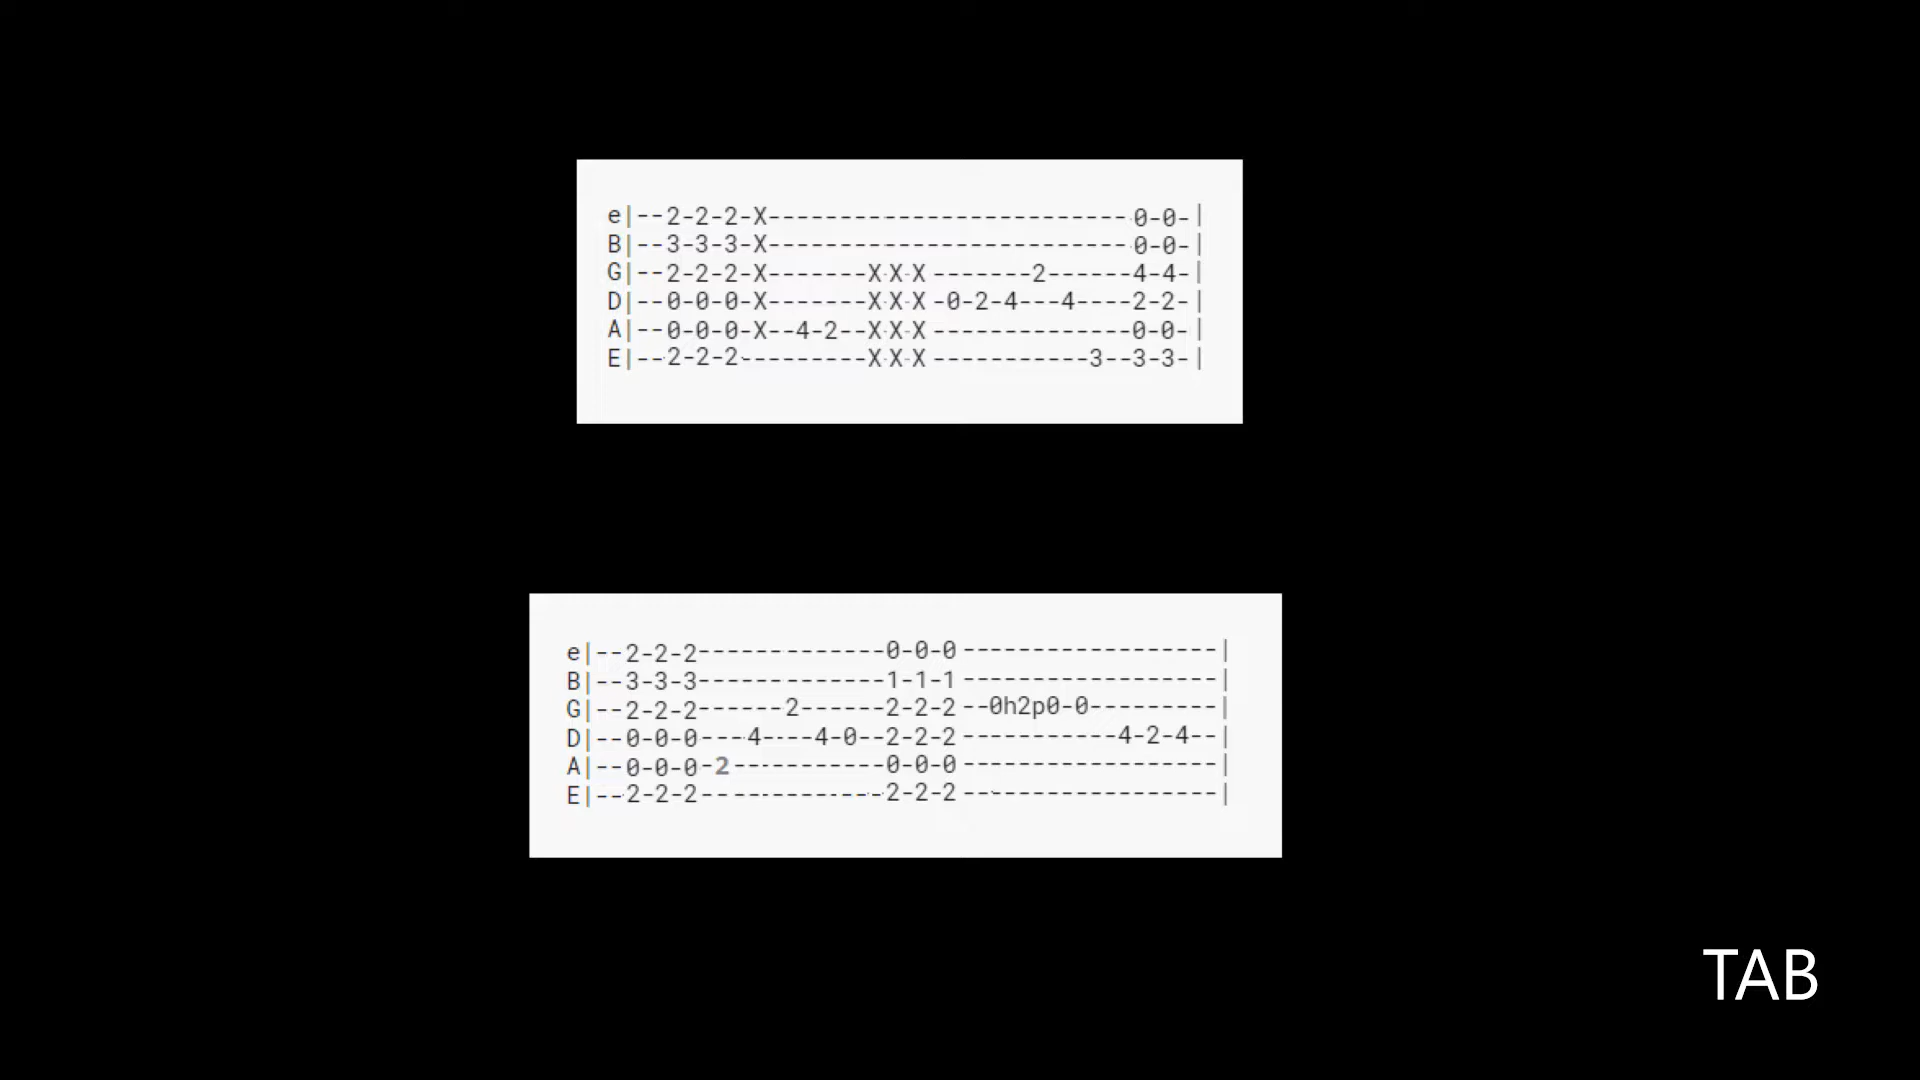 e|--2-2-2-X-------------------------0-0-|
B|--3-3-3-X-------------------------0-0-|
G|--2-2-2-X-------X-X-X-------2------4-4-|
D|--0-0-0-X-------X-X-X-0-2-4---4----2-2-|
A|--0-0-0-X--4-2--X-X-X--------------0-0-|
E|--2-2-2---------X-X-X-----------3--3-3-|
e|--2-2-2-------------0-0-0------------------|
B|--3-3-3-------------1-1-1------------------|
G|--2-2-2------2------2-2-2--0h2p0-0---------|
D|--0-0-0---4----4-0--2-2-2-----------4-2-4--|
A|--0-0-0-2-----------0-0-0------------------|
E|--2-2-2-------------2-2-2------------------|
TAB